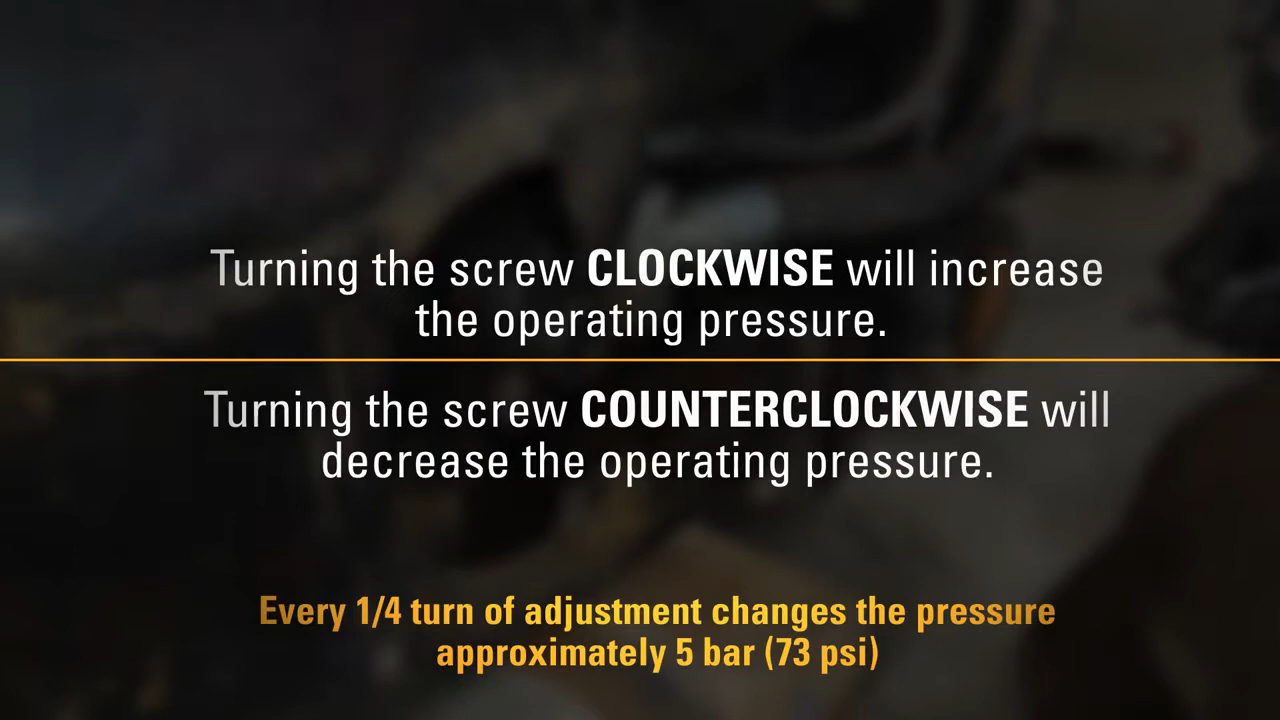 Turning the screw CLOCKWISE will increase
the operating pressure.
Turning the screw COUNTERCLOCKWISE will
decrease the operating pressure.
Every 1/4 turn of adjustment changes the pressure
approximately 5 bar (73 psi)